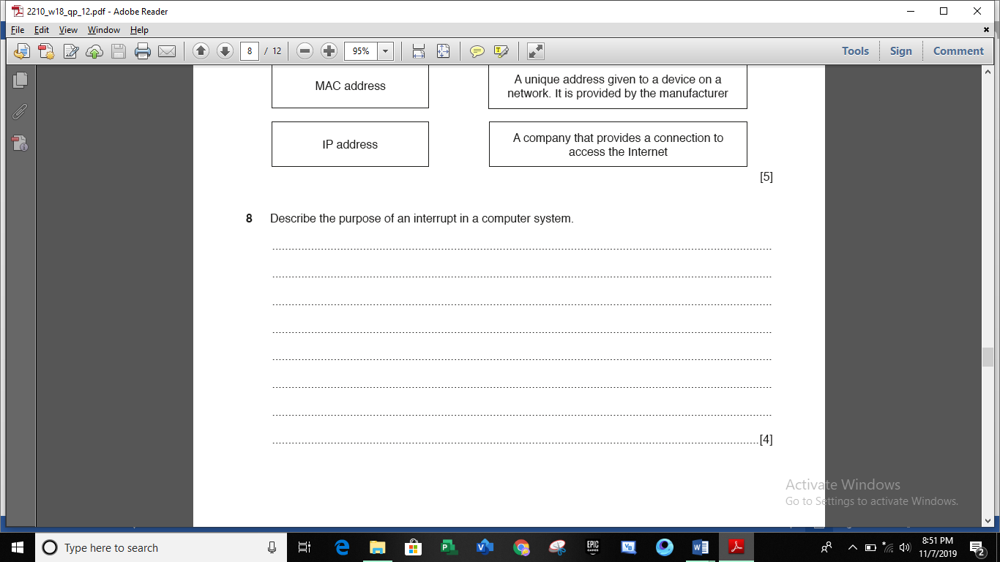 2210_w18_qp_12.pdf - Adobe Reader
File Edit View Window Help
8 / 12 95% Tools Sign Comment
MAC address
A unique address given to a device on a
network. It is provided by the manufacturer
IP address
A company that provides a connection to
access the Internet
[5]
8 Describe the purpose of an interrupt in a computer system.
[4]
Activate Windows
Go to Settings to activate Windows.
Type here to search
EPIC GAMES
8:51 PM
11/7/2019
2